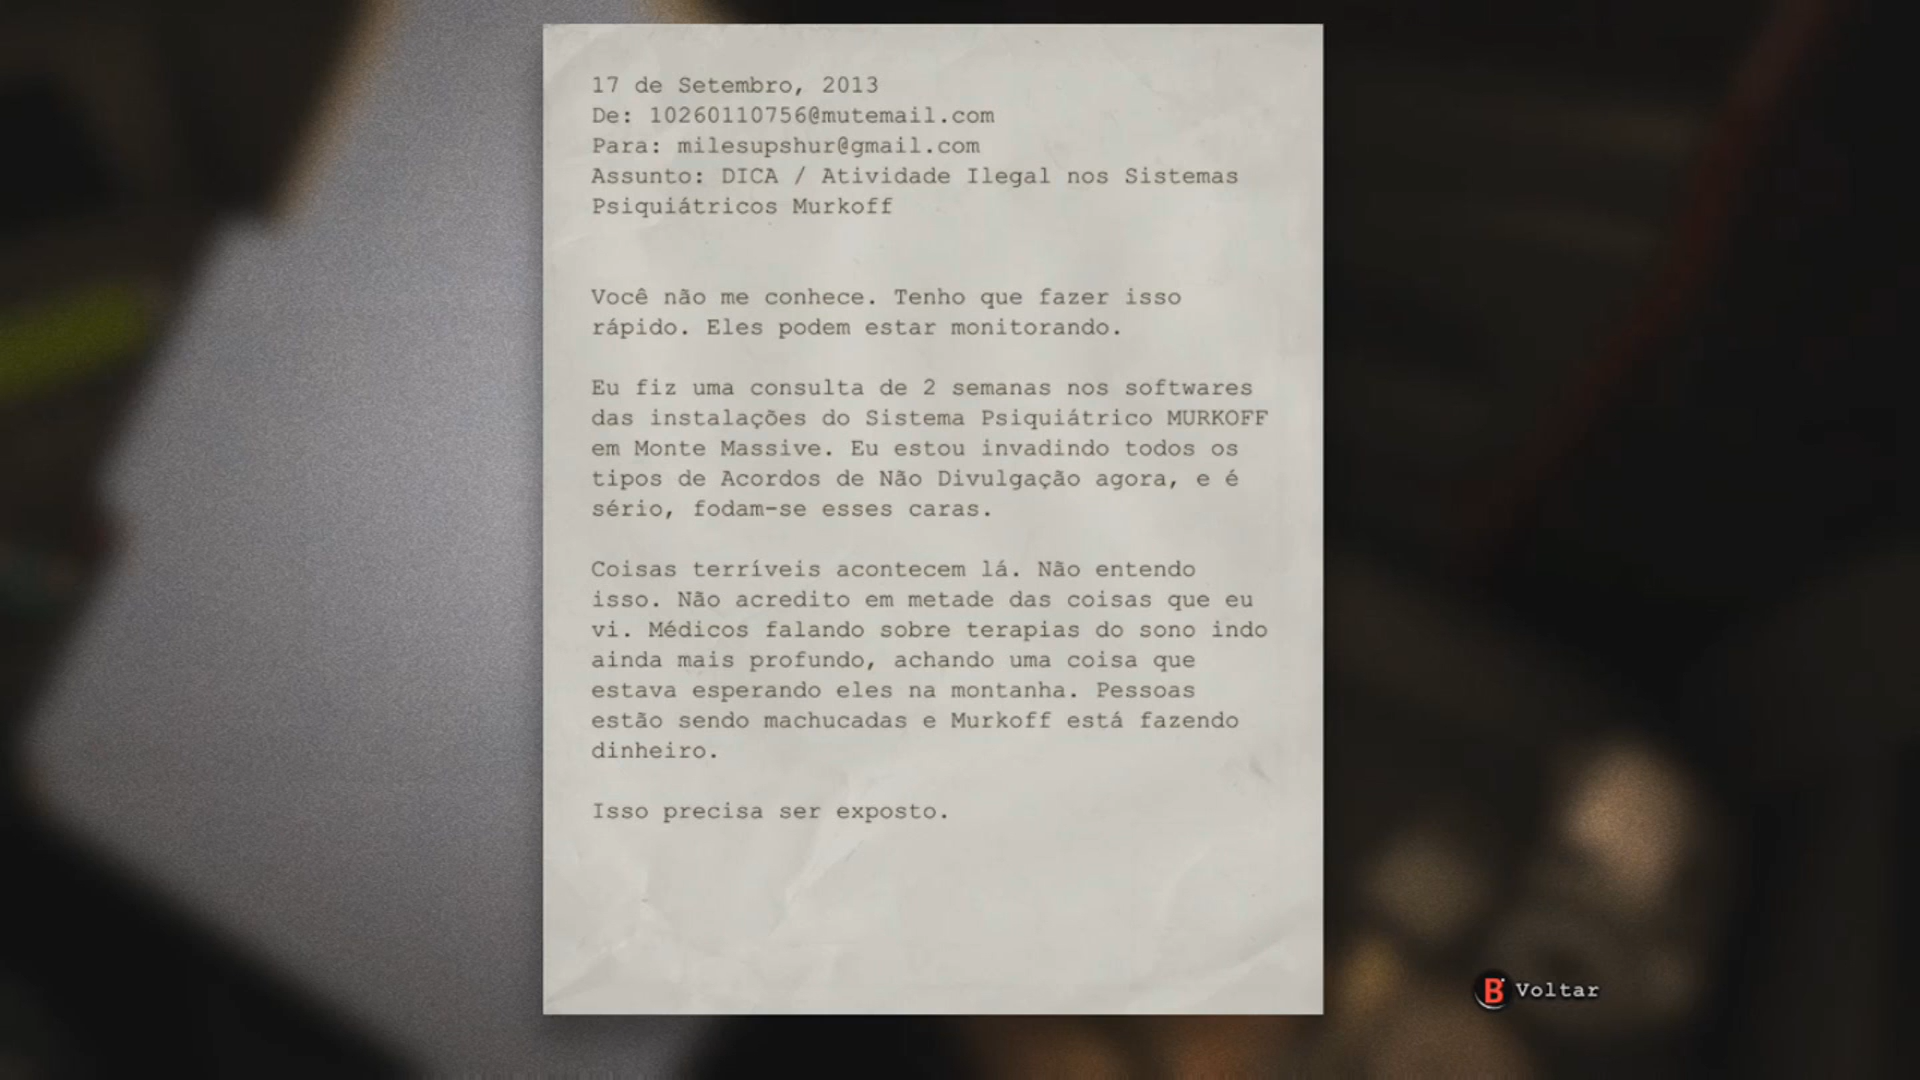 17 de Setembro, 2013
De: 10260110756@mutemail.com
Para: milesupshur@gmail.com
Assunto: DICA / Atividade Ilegal nos Sistemas
Psiquiátricos Murkoff
Você não me conhece. Tenho que fazer isso
rápido. Eles podem estar monitorando.
Eu fiz uma consulta de 2 semanas nos softwares
das instalações do Sistema Psiquiátrico MURKOFF
em Monte Massive. Eu estou invadindo todos os
tipos de Acordos de Não Divulgação agora, e é
sério, fodam-se esses caras.
Coisas terríveis acontecem lá. Não entendo
isso. Não acredito em metade das coisas que eu
vi. Médicos falando sobre terapias do sono indo
ainda mais profundo, achando uma coisa que
estava esperando eles na montanha. Pessoas
estão sendo machucadas e Murkoff está fazendo
dinheiro.
Isso precisa ser exposto.
B Voltar